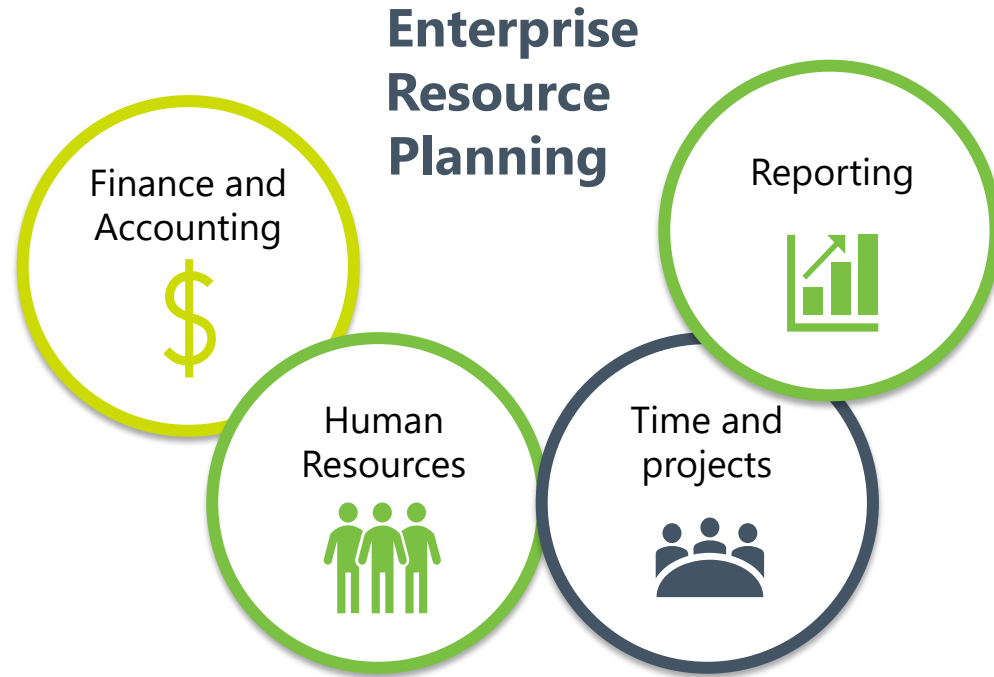 Enterprise
Resource
Planning
Finance and
Accounting
Human
Resources
Time and
projects
Reporting